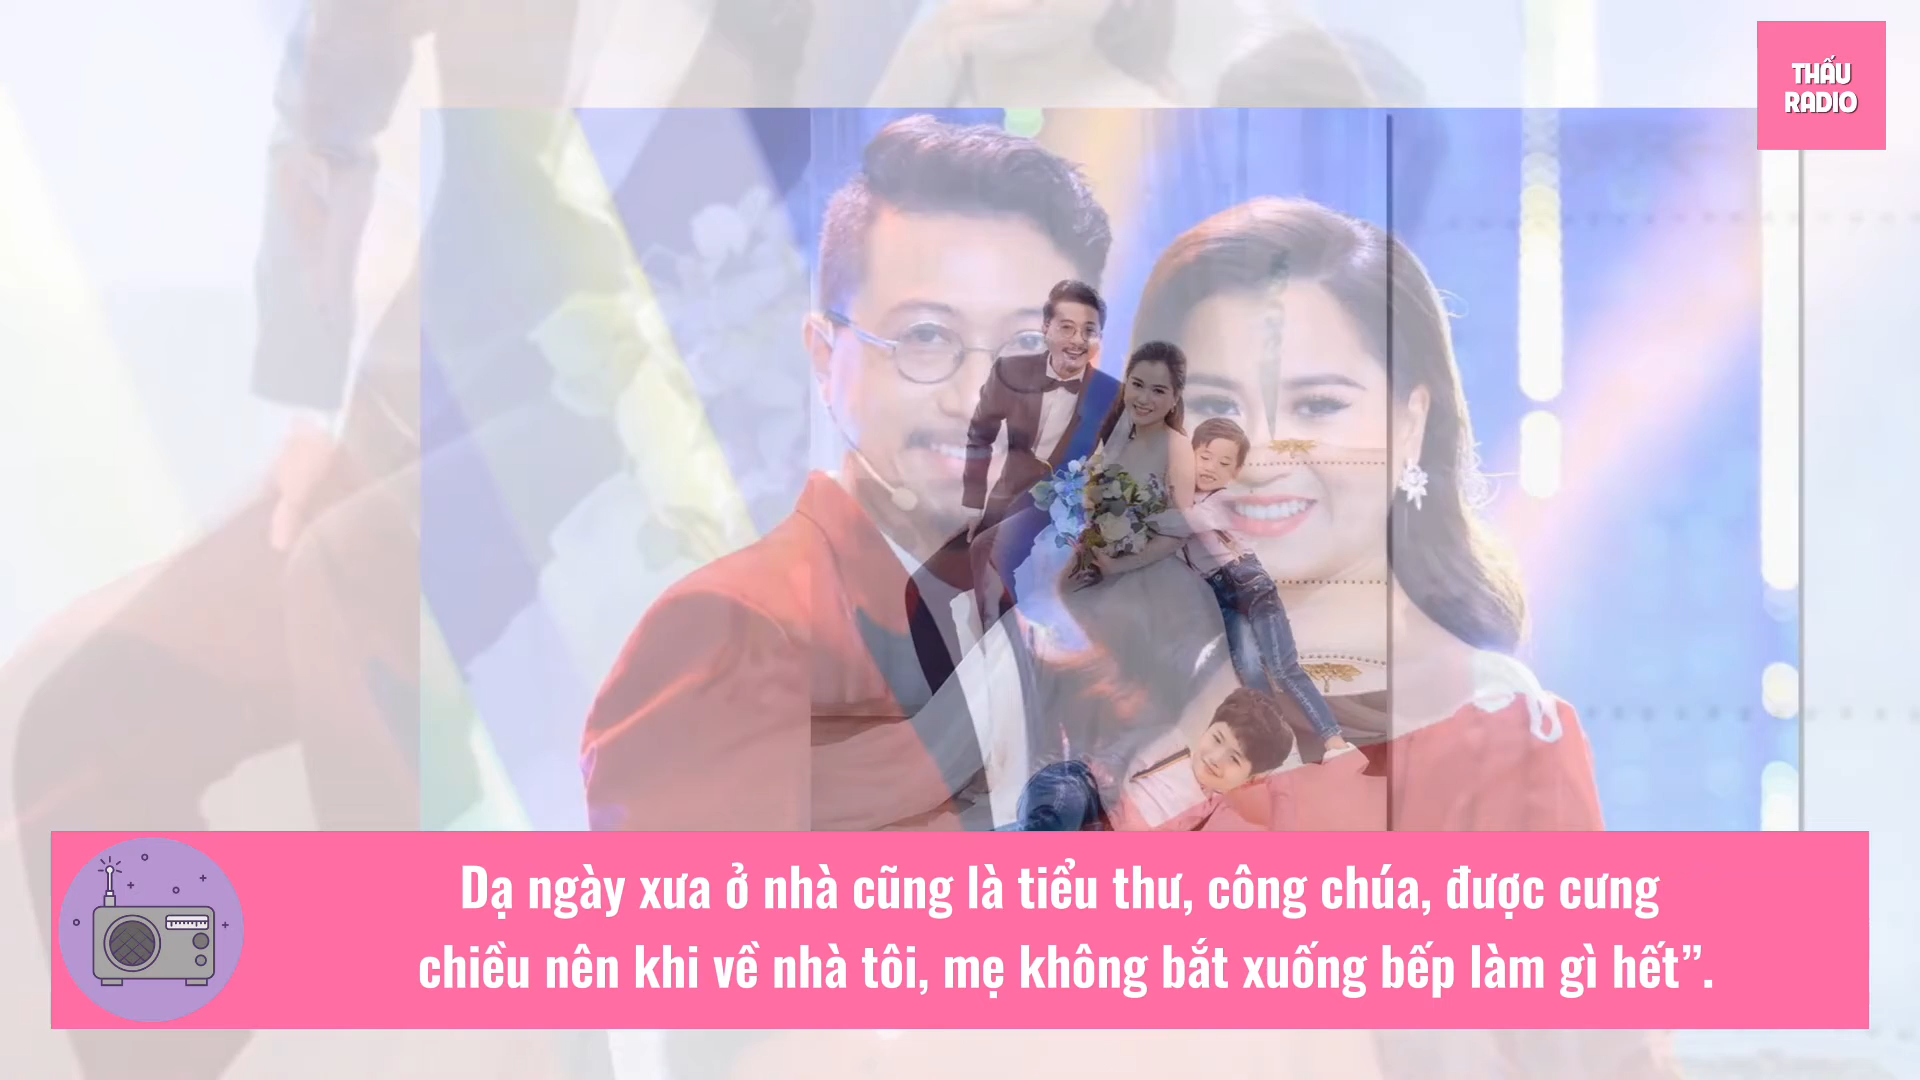 THẤU
RADIO
Dạ ngày xưa ở nhà cũng là tiểu thư, công chúa, được cưng
chiều nên khi về nhà tôi, mẹ không bắt xuống bếp làm gì hết”.